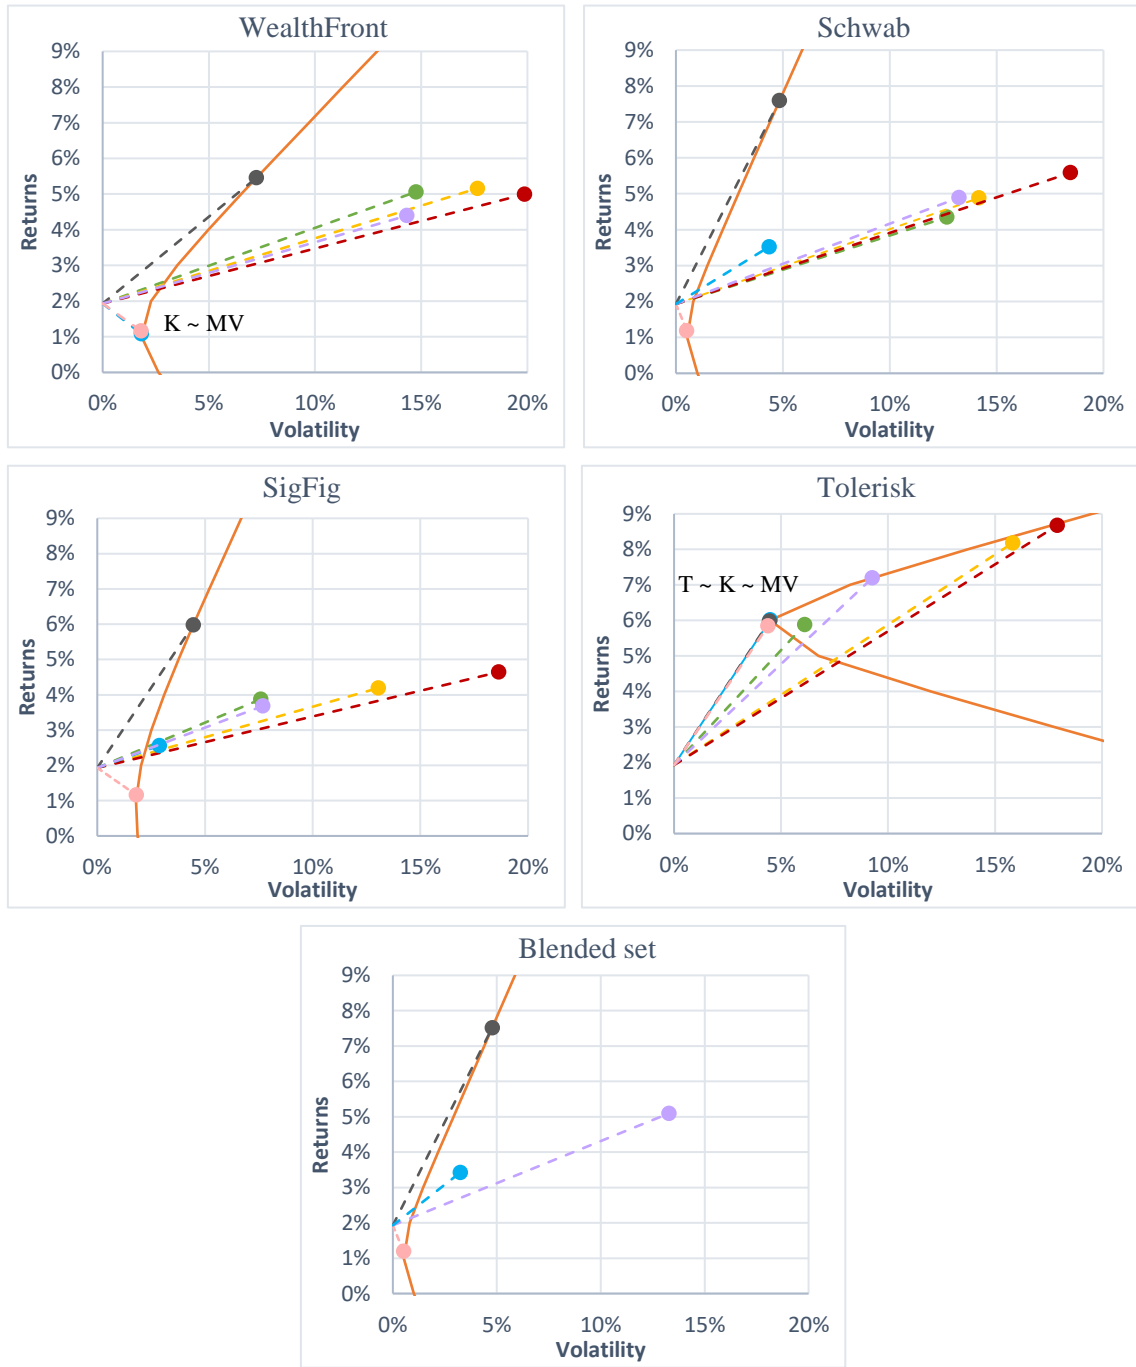 WealthFront
9%
8%
7%
6%
5%
4%
3%
2%
1%
0%
Returns
K ~ MV
0% 5% 10% 15% 20%
Volatility
Schwab
9%
8%
7%
6%
5%
4%
3%
2%
1%
0%
Returns
0% 5% 10% 15% 20%
Volatility
SigFig
9%
8%
7%
6%
5%
4%
3%
2%
1%
0%
Returns
0% 5% 10% 15% 20%
Volatility
Tolerisk
9%
8%
7%
6%
5%
4%
3%
2%
1%
0%
Returns
T ~ K ~ MV
0% 5% 10% 15% 20%
Volatility
Blended set
9%
8%
7%
6%
5%
4%
3%
2%
1%
0%
Returns
0% 5% 10% 15% 20%
Volatility